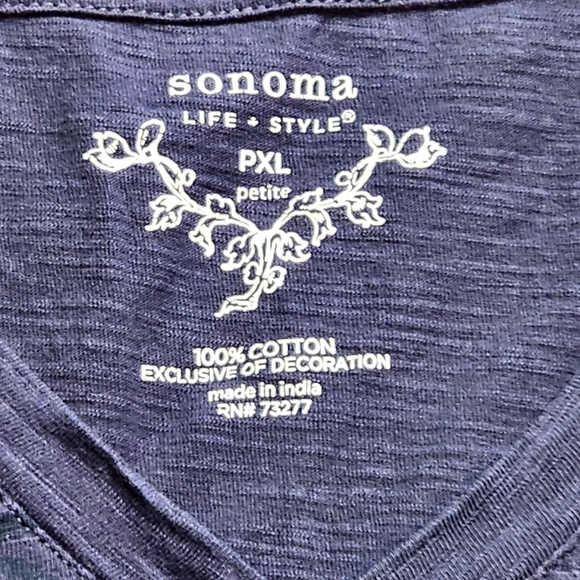 sonoma
LIFE + STYLE®
PXL
petite
100% COTTON
EXCLUSIVE OF DECORATION
made in india
RN# 73277